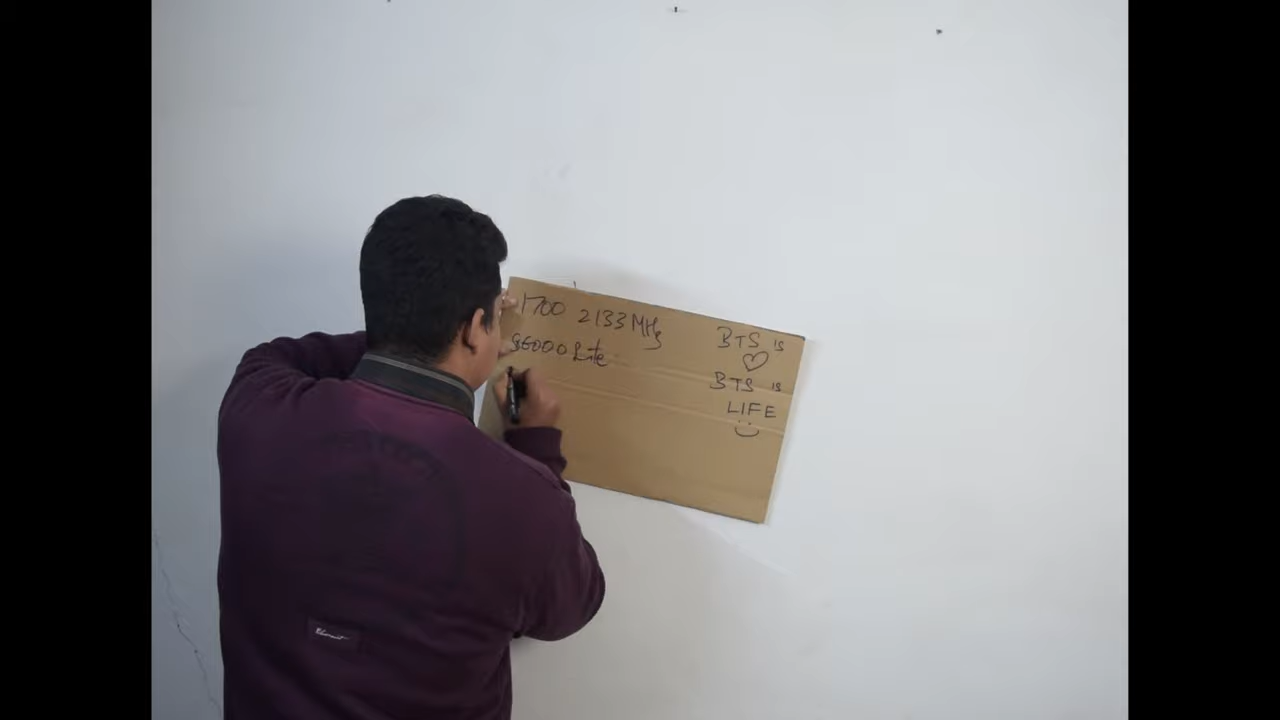 1700 2133 MHz
86000 Lite
BTS is
♡
BTS is
LIFE